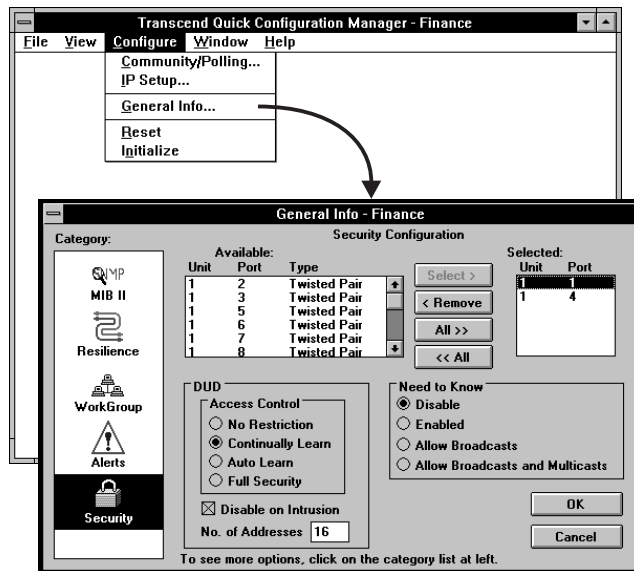 Transcend Quick Configuration Manager - Finance
File View Configure Window Help
Community/Polling...
IP Setup...
General Info...
Reset
Initialize
General Info - Finance
Category:
SNMP
MIB II
Resilience
WorkGroup
Alerts
Security
Security Configuration
Available:
Unit Port Type
1 2 Twisted Pair
1 3 Twisted Pair
1 5 Twisted Pair
1 6 Twisted Pair
1 7 Twisted Pair
1 8 Twisted Pair
Select >
< Remove
All >>
<< All
Selected:
Unit Port
1 1
1 4
DUD
Access Control
No Restriction
Continually Learn
Auto Learn
Full Security
Disable on Intrusion
No. of Addresses 16
Need to Know
Disable
Enabled
Allow Broadcasts
Allow Broadcasts and Multicasts
OK
Cancel
To see more options, click on the category list at left.